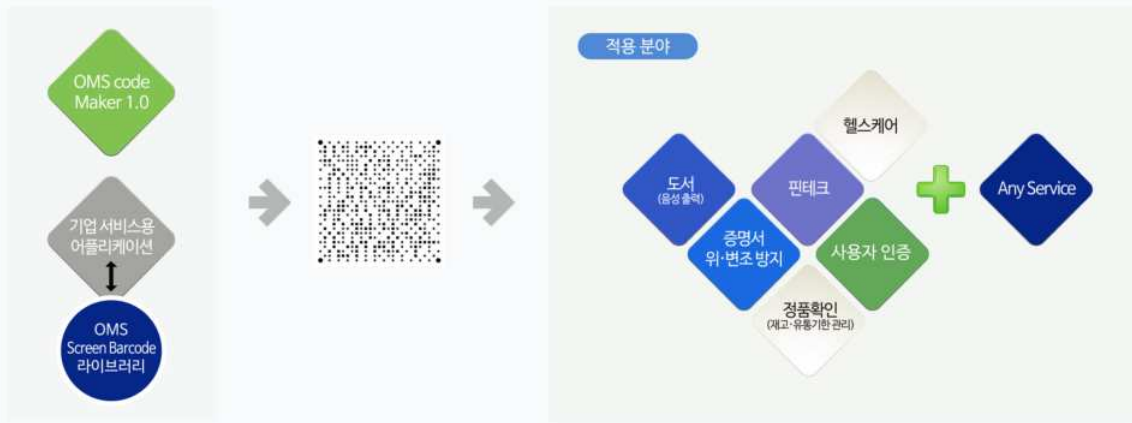 OMS code
Maker 1.0
기업 서비스용
어플리케이션
OMS
Screen Barcode
라이브러리
적용 분야
헬스케어
도서
(음성 출력)
핀테크
Any Service
증명서
위·변조 방지
사용자 인증
정품확인
(재고·유통기한 관리)